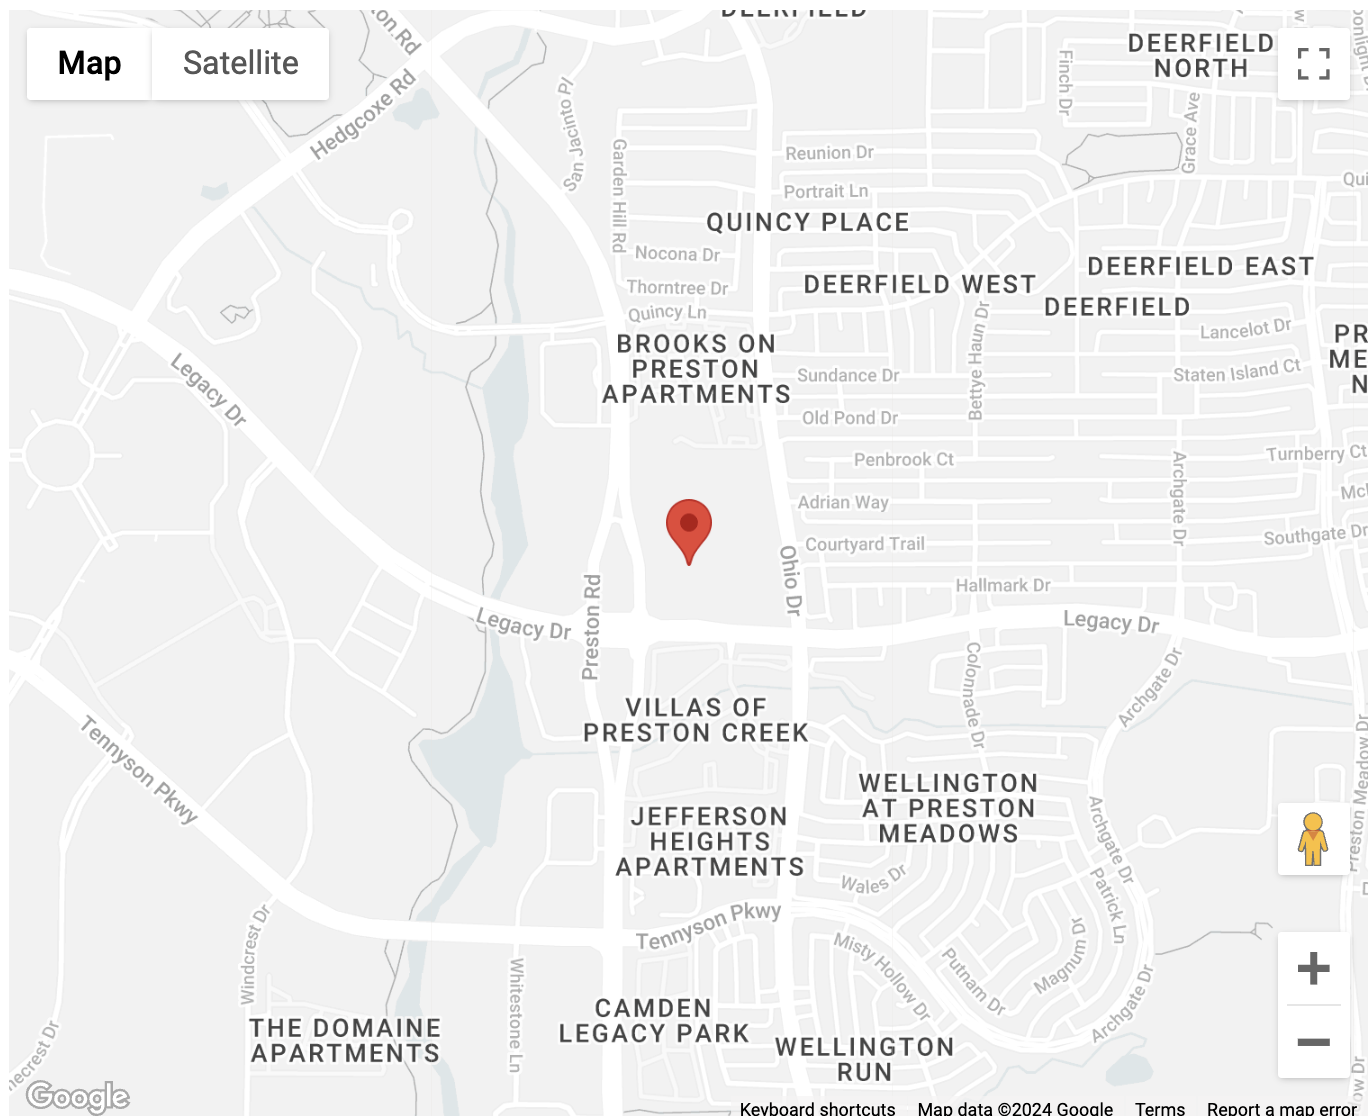 DEERFIELD
Map
Satellite
Hedgcoxe Rd
San Jacinto Pl
Garden Hill Rd
Finch Dr
DEERFIELD
NORTH
Grace Ave
Reunion Dr
Portrait Ln
QUINCY PLACE
Nocona Dr
Thorntree Dr
Quincy Ln
DEERFIELD WEST
DEERFIELD EAST
DEERFIELD
Lancelot Dr
Bettye Haun Dr
BROOKS ON
PRESTON
APARTMENTS
Legacy Dr
Sundance Dr
Staten Island Ct
Old Pond Dr
Penbrook Ct
Turnberry Ct
Archgate Dr
Adrian Way
Southgate Dr
Courtyard Trail
Ohio Dr
Hallmark Dr
Preston Rd
Legacy Dr
Legacy Dr
Colonnade Dr
Archgate Dr
VILLAS OF
PRESTON CREEK
Tennyson Pkwy
Preston Meadow Dr
WELLINGTON
AT PRESTON
MEADOWS
JEFFERSON
HEIGHTS
APARTMENTS
Archgate Dr
Wales Dr
Patrick Ln
Tennyson Pkwy
Windcrest Dr
Misty Hollow Dr
Putnam Dr
Magnum Dr
Whitestone Ln
Archgate Dr
CAMDEN
LEGACY PARK
THE DOMAINE
APARTMENTS
WELLINGTON
RUN
Google
Keyboard shortcuts
Map data ©2024 Google
Terms
Report a map error